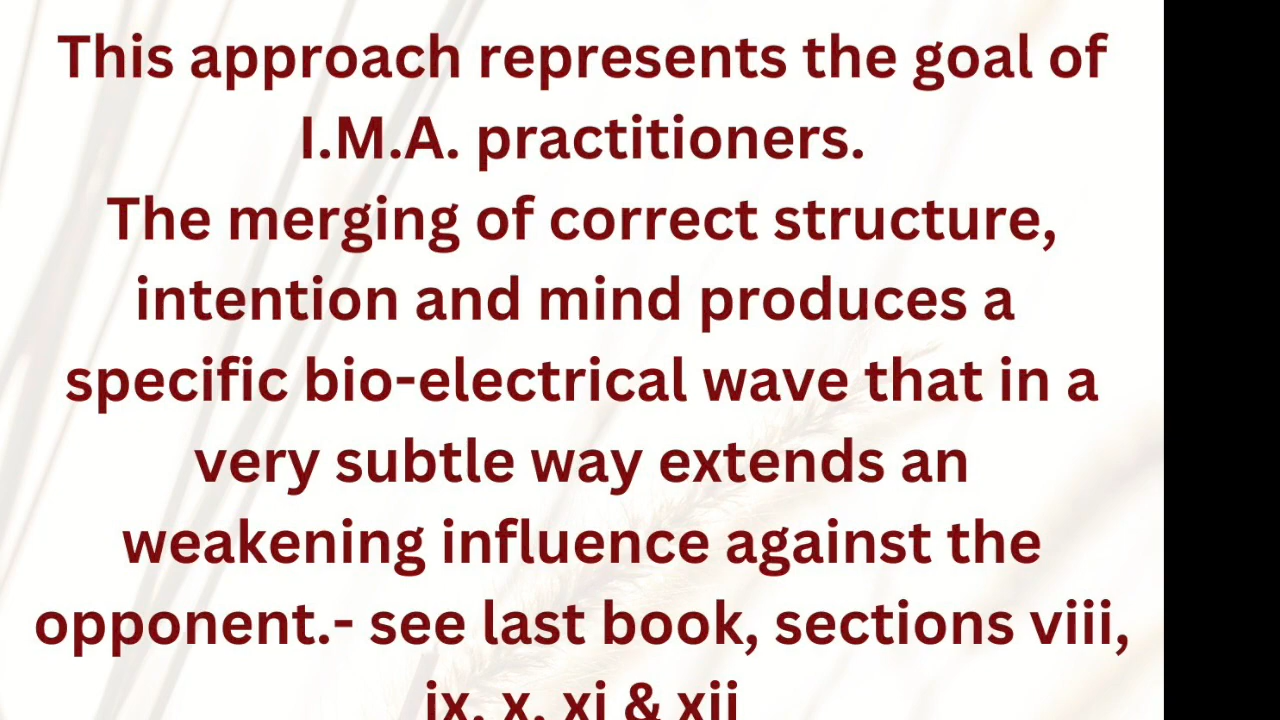 This approach represents the goal of
I.M.A. practitioners.
The merging of correct structure,
intention and mind produces a
specific bio-electrical wave that in a
very subtle way extends an
weakening influence against the
opponent.- see last book, sections viii,
ix, x, xi & xii